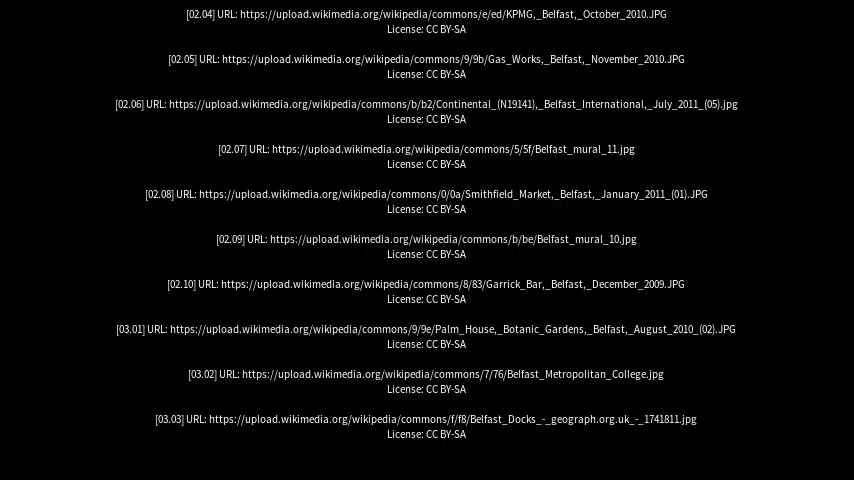 [02.04] URL: https://upload.wikimedia.org/wikipedia/commons/e/ed/KPMG,_Belfast,_October_2010.JPG
License: CC BY-SA
[02.05] URL: https://upload.wikimedia.org/wikipedia/commons/9/9b/Gas_Works,_Belfast,_November_2010.JPG
License: CC BY-SA
[02.06] URL: https://upload.wikimedia.org/wikipedia/commons/b/b2/Continental_(N19141),_Belfast_International,_July_2011_(05).jpg
License: CC BY-SA
[02.07] URL: https://upload.wikimedia.org/wikipedia/commons/5/5f/Belfast_mural_11.jpg
License: CC BY-SA
[02.08] URL: https://upload.wikimedia.org/wikipedia/commons/0/0a/Smithfield_Market,_Belfast,_January_2011_(01).JPG
License: CC BY-SA
[02.09] URL: https://upload.wikimedia.org/wikipedia/commons/b/be/Belfast_mural_10.jpg
License: CC BY-SA
[02.10] URL: https://upload.wikimedia.org/wikipedia/commons/8/83/Garrick_Bar,_Belfast,_December_2009.JPG
License: CC BY-SA
[03.01] URL: https://upload.wikimedia.org/wikipedia/commons/9/9e/Palm_House,_Botanic_Gardens,_Belfast,_August_2010_(02).JPG
License: CC BY-SA
[03.02] URL: https://upload.wikimedia.org/wikipedia/commons/7/76/Belfast_Metropolitan_College.jpg
License: CC BY-SA
[03.03] URL: https://upload.wikimedia.org/wikipedia/commons/f/f8/Belfast_Docks_-_geograph.org.uk_-_1741811.jpg
License: CC BY-SA